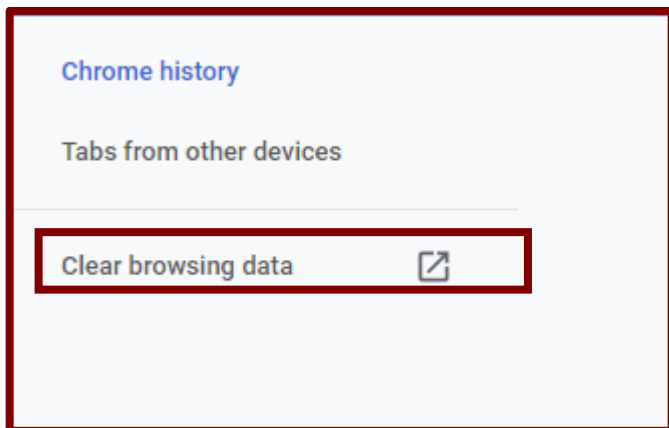 Chrome history
Tabs from other devices
Clear browsing data